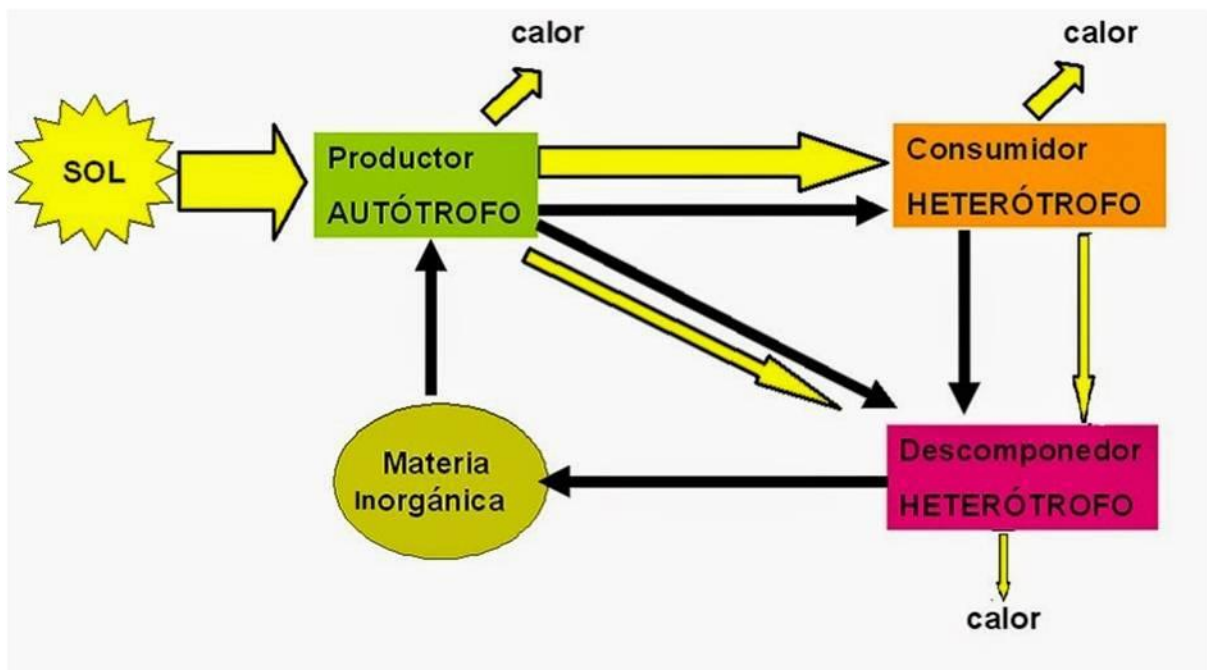 calor
calor
SOL
Productor
AUTÓTROFO
Consumidor
HETERÓTROFO
Materia
Inorgánica
Descomponedor
HETERÓTROFO
calor